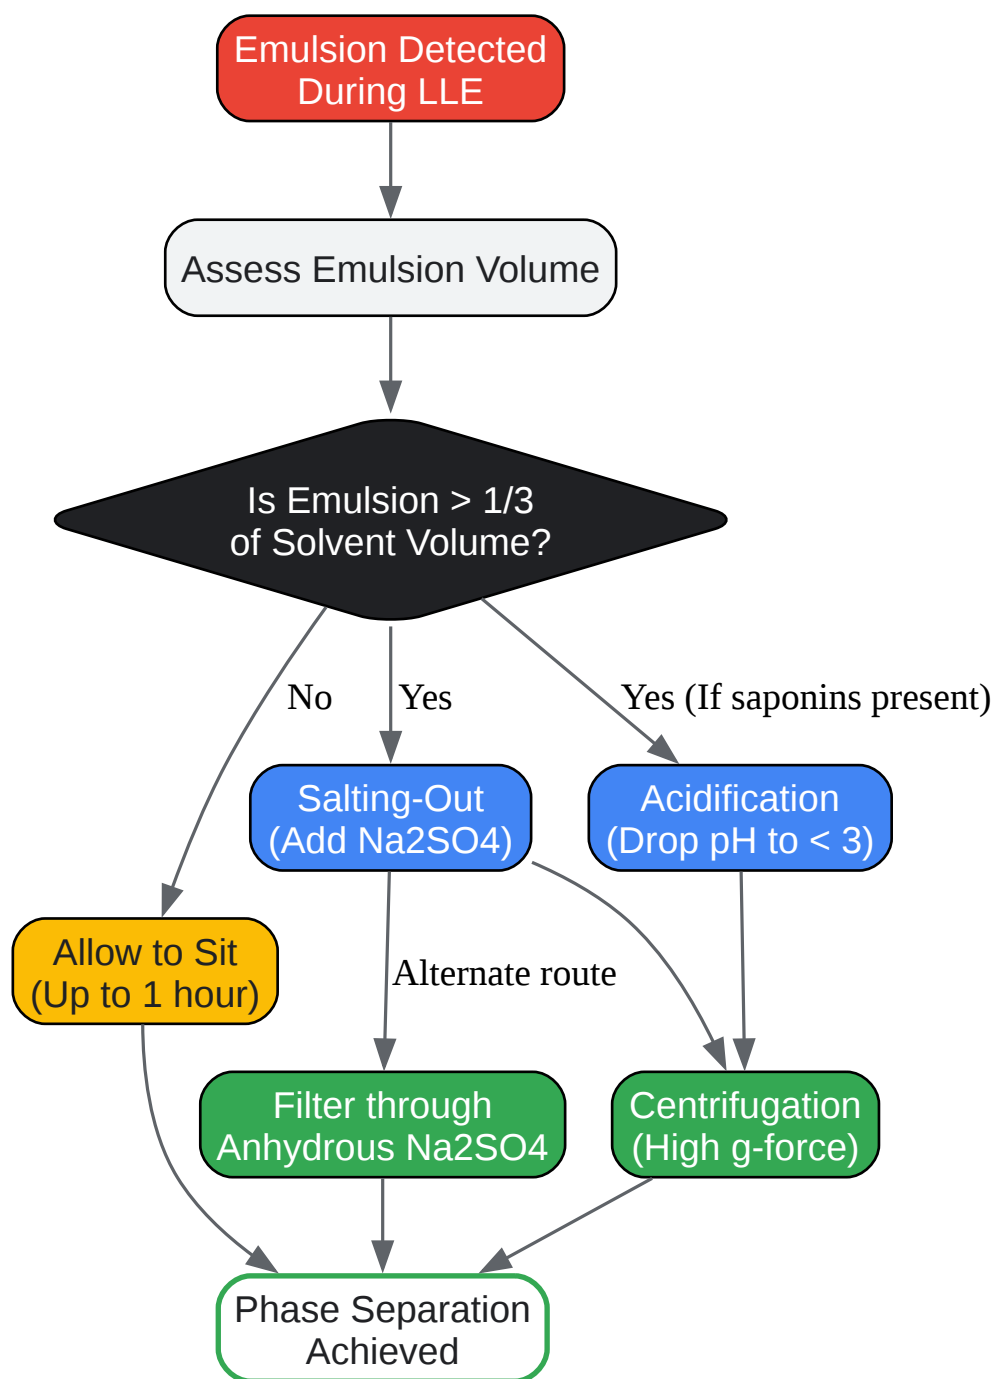 Emulsion Detected
During LLE
Assess Emulsion Volume
Is Emulsion > 1/3
of Solvent Volume?
No
Yes
Yes (If saponins present)
Salting-Out
(Add Na2SO4)
Acidification
(Drop pH to < 3)
Allow to Sit
(Up to 1 hour)
Alternate route
Filter through
Anhydrous Na2SO4
Centrifugation
(High g-force)
Phase Separation
Achieved